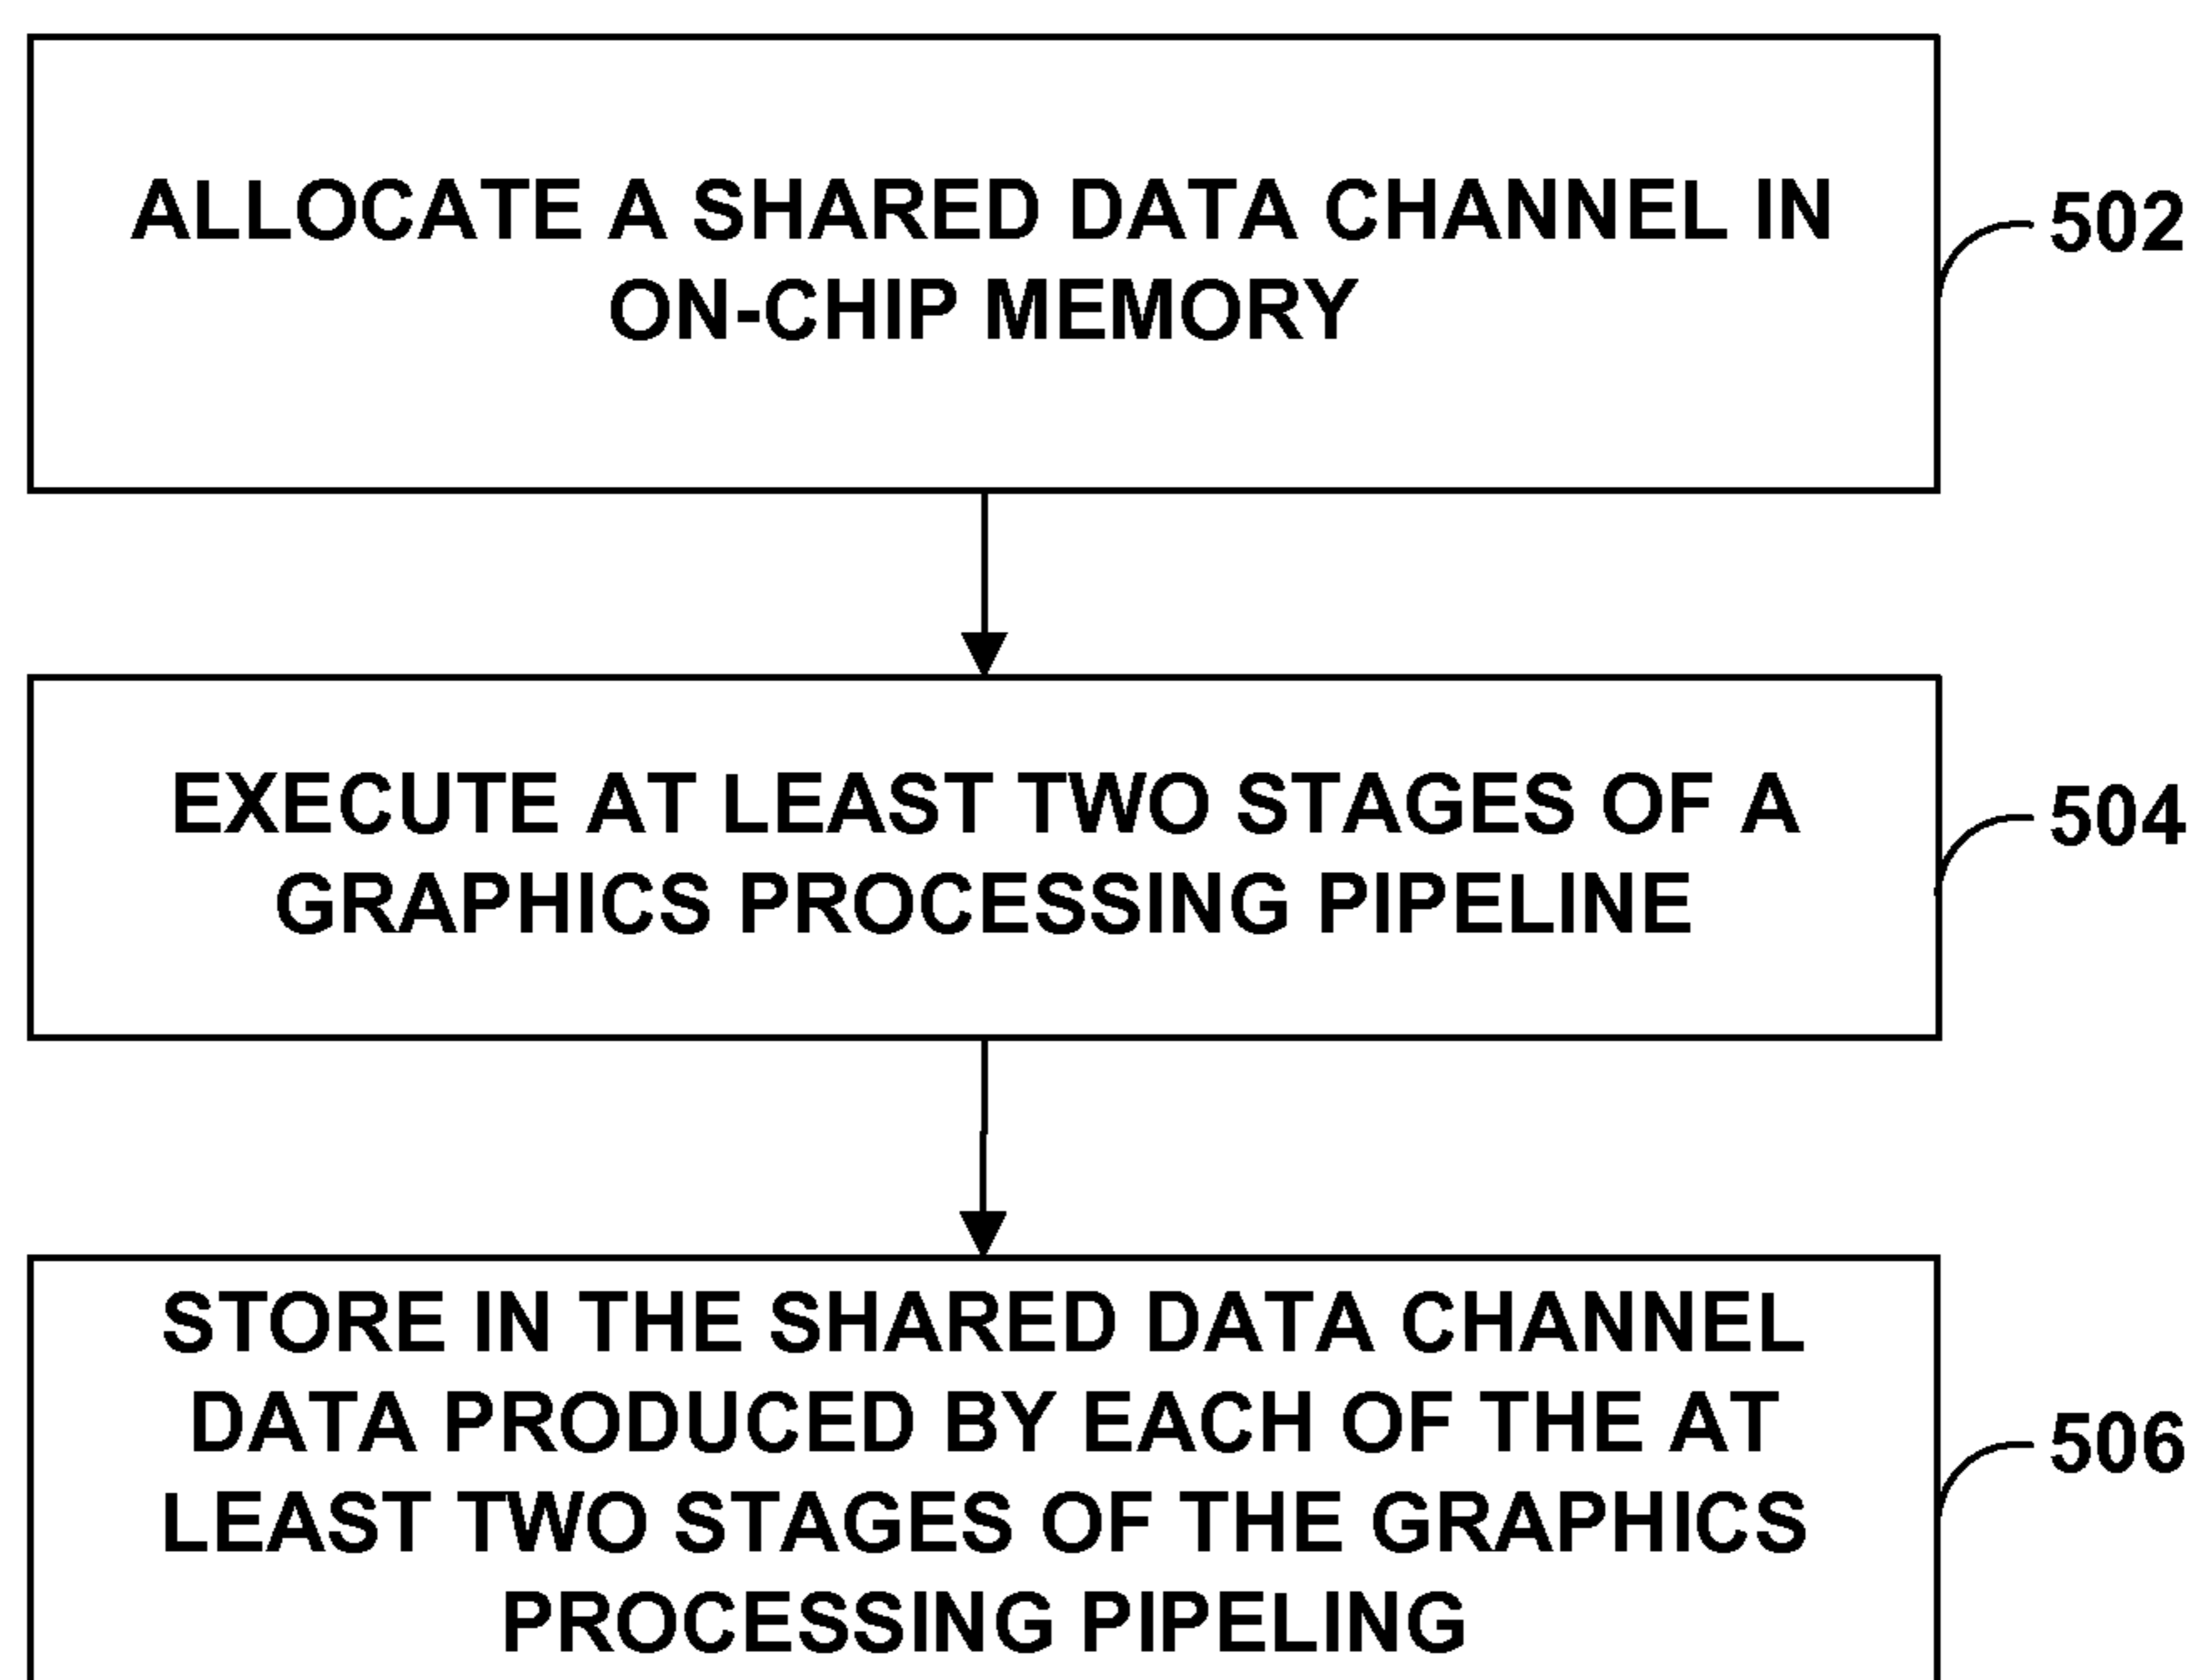 ALLOCATE A SHARED DATA CHANNEL IN
ON-CHIP MEMORY
502
EXECUTE AT LEAST TWO STAGES OF A
GRAPHICS PROCESSING PIPELINE
504
STORE IN THE SHARED DATA CHANNEL
DATA PRODUCED BY EACH OF THE AT
LEAST TWO STAGES OF THE GRAPHICS
PROCESSING PIPELING
506